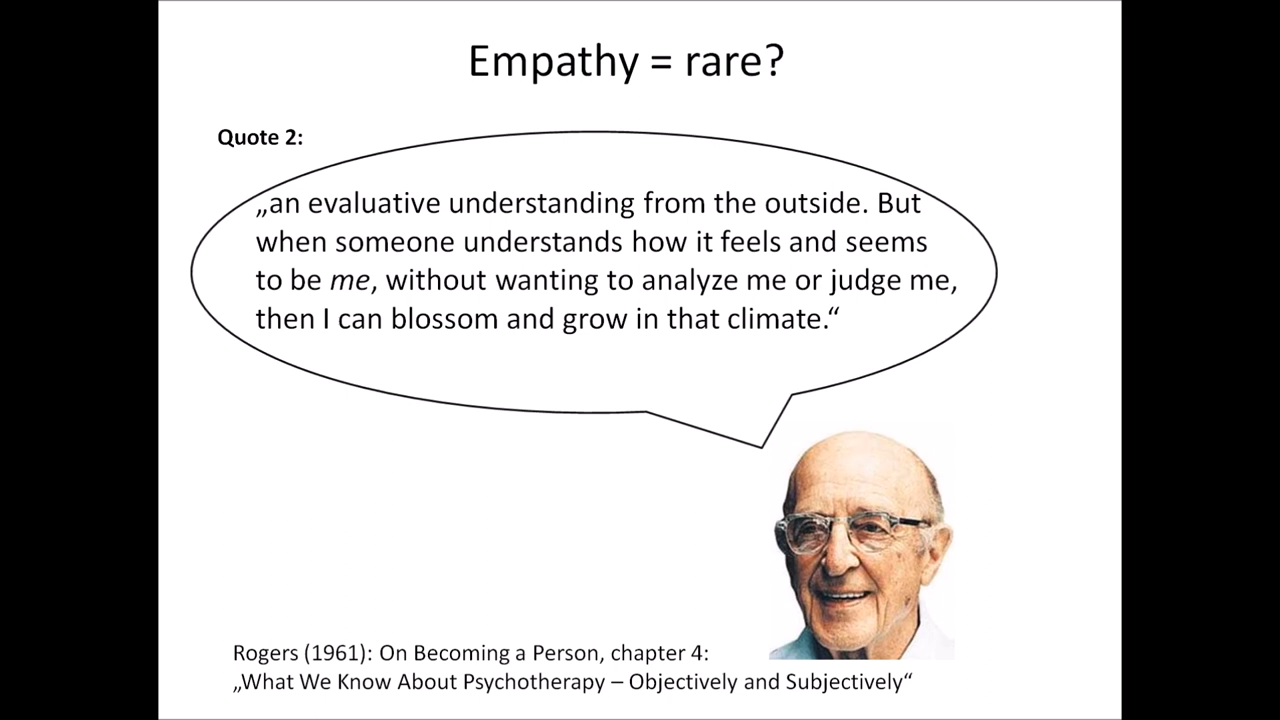 Empathy = rare?
Quote 2:
„an evaluative understanding from the outside. But
when someone understands how it feels and seems
to be me, without wanting to analyze me or judge me,
then I can blossom and grow in that climate.“
Rogers (1961): On Becoming a Person, chapter 4:
„What We Know About Psychotherapy – Objectively and Subjectively“